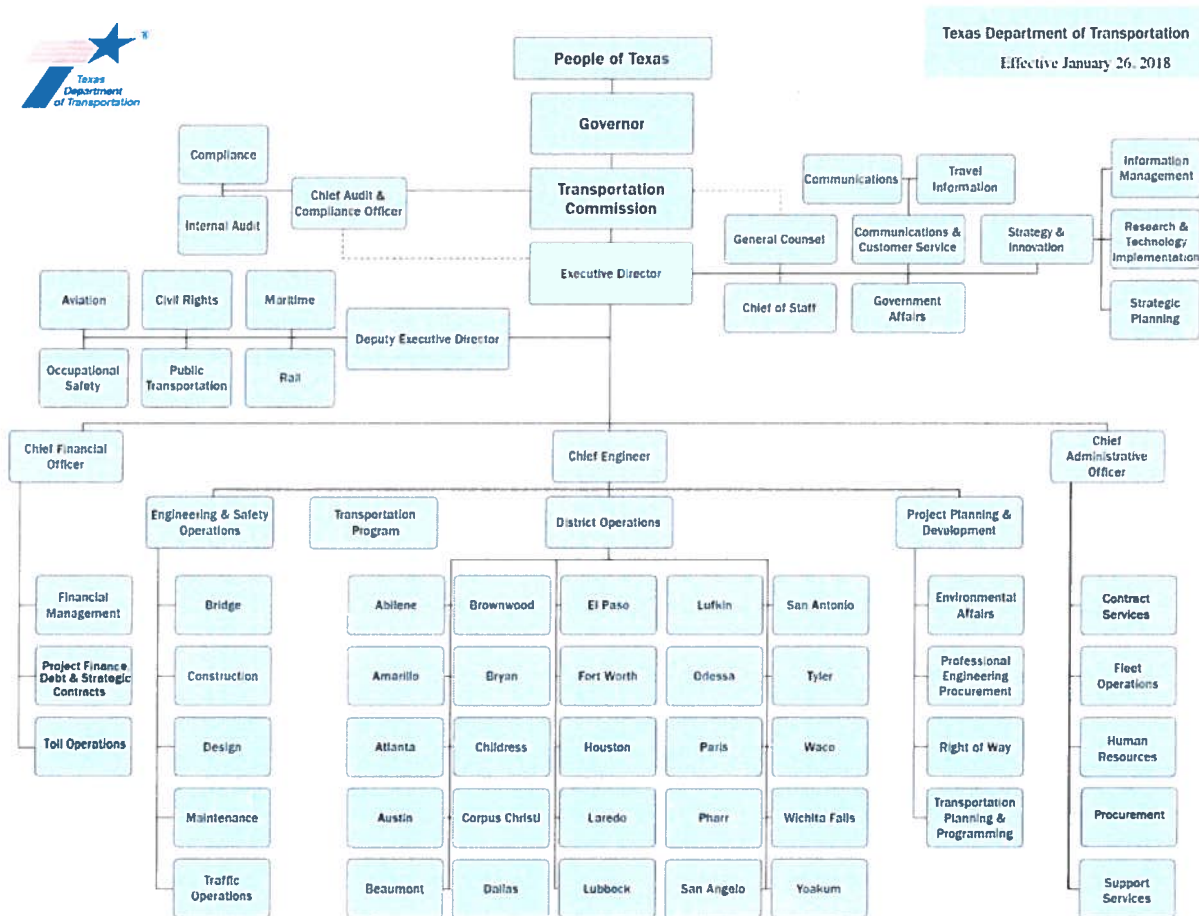 Texas
Department
of Transportation
Texas Department of Transportation
Effective January 26, 2018
People of Texas
Governor
Transportation
Commission
Executive Director
Compliance
Internal Audit
Chief Audit &
Compliance Officer
Communications
Travel
Information
General Counsel
Communications &
Customer Service
Strategy &
Innovation
Chief of Staff
Government
Affairs
Information
Management
Research &
Technology
Implementation
Strategic
Planning
Aviation
Civil Rights
Maritime
Deputy Executive Director
Occupational
Safety
Public
Transportation
Rail
Chief Financial
Officer
Chief Engineer
Chief
Administrative
Officer
Engineering & Safety
Operations
Transportation
Program
District Operations
Project Planning &
Development
Financial
Management
Project Finance
Debt & Strategic
Contracts
Toll Operations
Bridge
Construction
Design
Maintenance
Traffic
Operations
Abilene
Amarillo
Atlanta
Austin
Beaumont
Brownwood
Bryan
Childress
Corpus Christi
Dallas
El Paso
Fort Worth
Houston
Laredo
Lubbock
Lufkin
Odessa
Paris
Pharr
San Angelo
San Antonio
Tyler
Waco
Wichita Falls
Yoakum
Environmental
Affairs
Professional
Engineering
Procurement
Right of Way
Transportation
Planning &
Programming
Contract
Services
Fleet
Operations
Human
Resources
Procurement
Support
Services